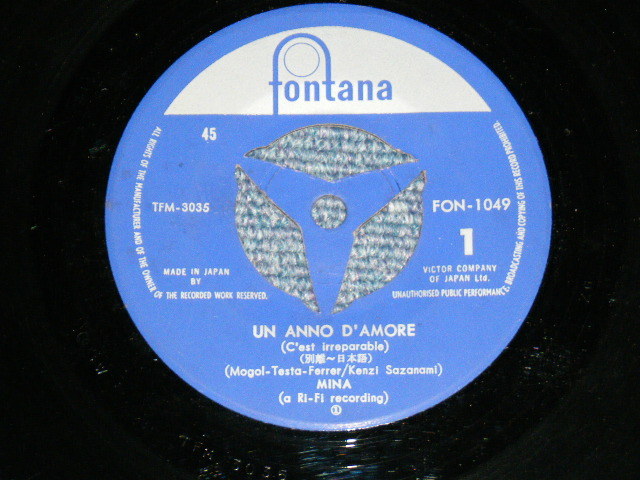 fontana
45
TFM-3035
FON-1049
1
MADE IN JAPAN
BY
VICTOR COMPANY
OF JAPAN Ltd.
ALL RIGHTS OF THE MANUFACTURER AND OF THE OWNER OF THE RECORDED WORK RESERVED.
UNAUTHORISED PUBLIC PERFORMANCE, BROADCASTING AND COPYING OF THIS RECORD PROHIBITED.
UN ANNO D'AMORE
(C'est irreparable)
(別離〜日本語)
(Mogol-Testa-Ferrer/Kenzi Sazanami)
MINA
(a Ri-Fi recording)
①